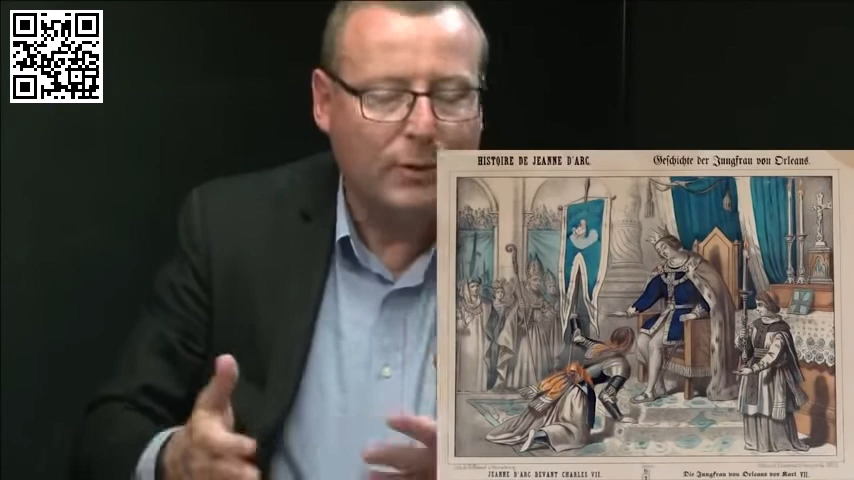 HISTOIRE DE JEANNE D'ARC.
Geschichte der Jungfrau von Orleans.
JEANNE D'ARC DEVANT CHARLES VII.
Die Jungfrau von Orleans vor Karl VII.